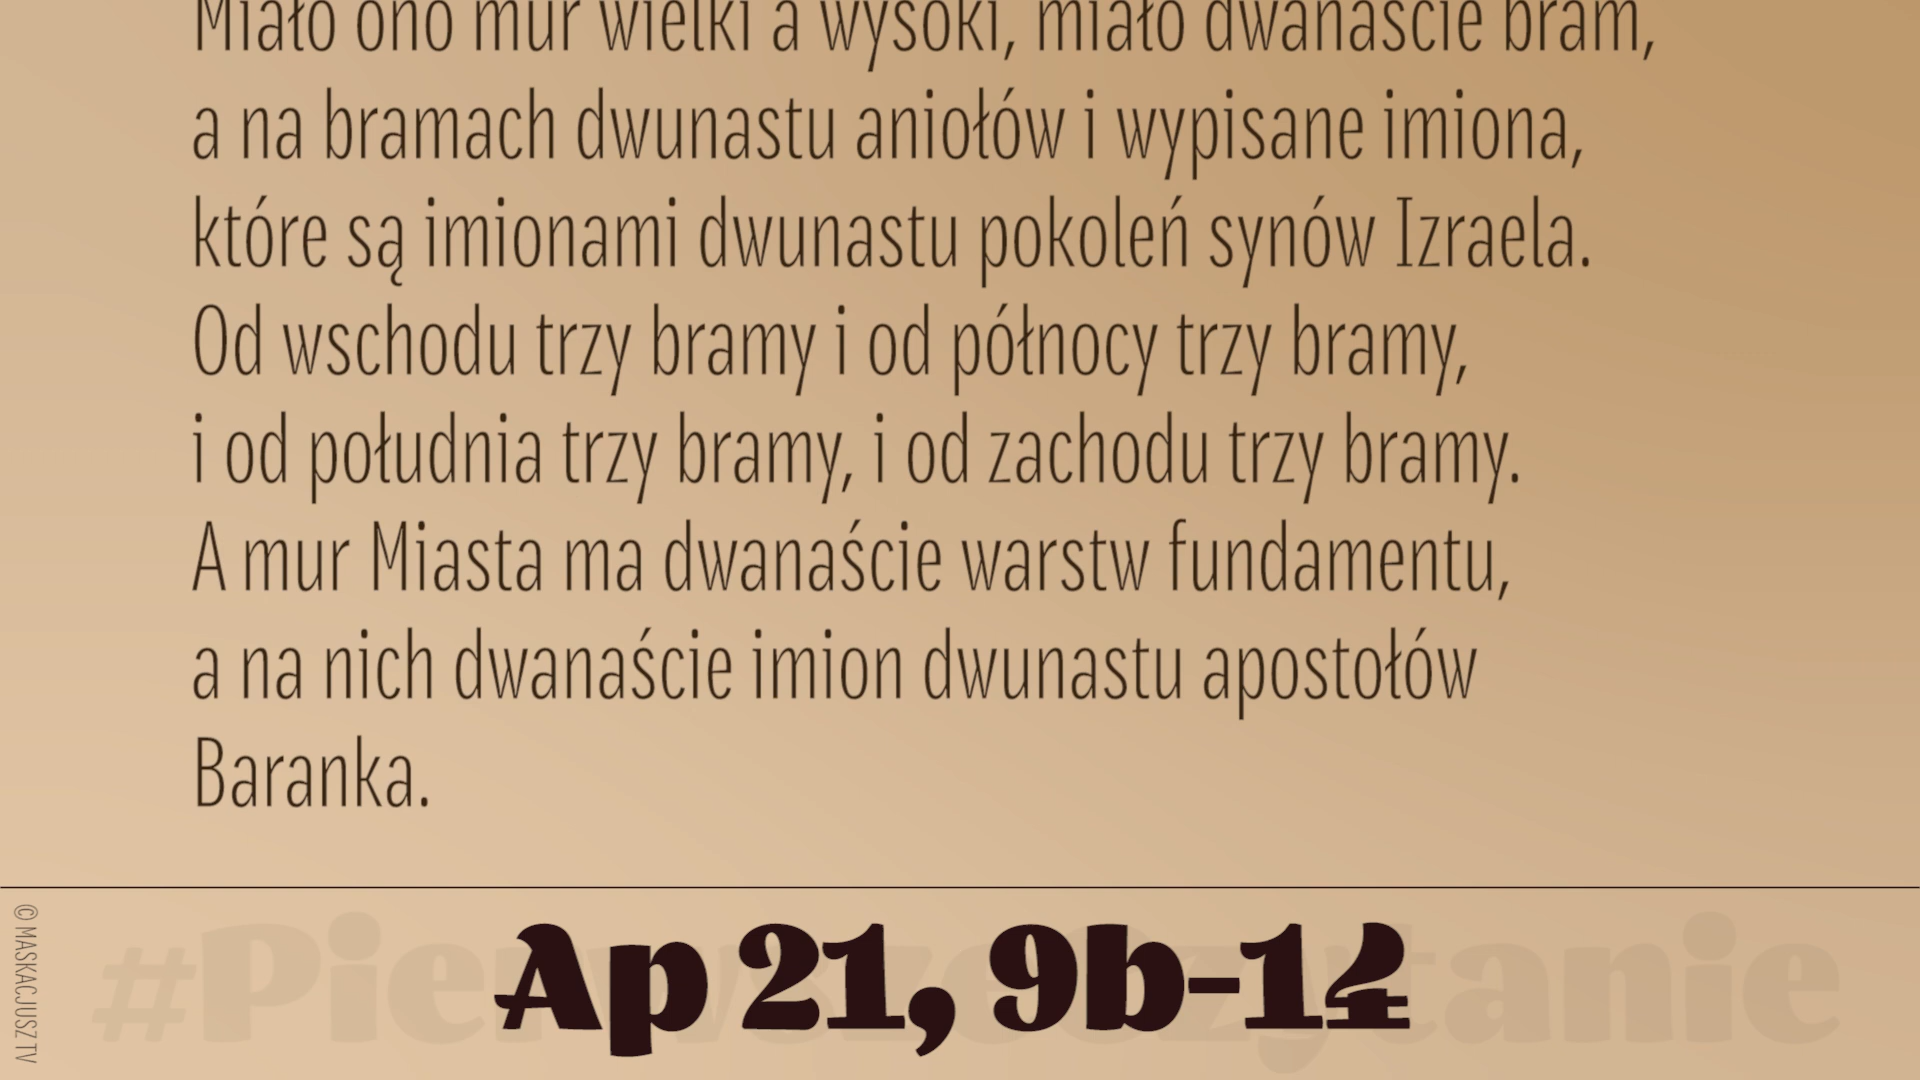 Miało ono mur wielki a wysoki, miało dwanaście bram,
a na bramach dwunastu aniołów i wypisane imiona,
które są imionami dwunastu pokoleń synów Izraela.
Od wschodu trzy bramy i od północy trzy bramy,
i od południa trzy bramy, i od zachodu trzy bramy.
A mur Miasta ma dwanaście warstw fundamentu,
a na nich dwanaście imion dwunastu apostołów
Baranka.
#PierwszeCzytanie
Ap 21, 9b-14
© MASKACJUSZ TV